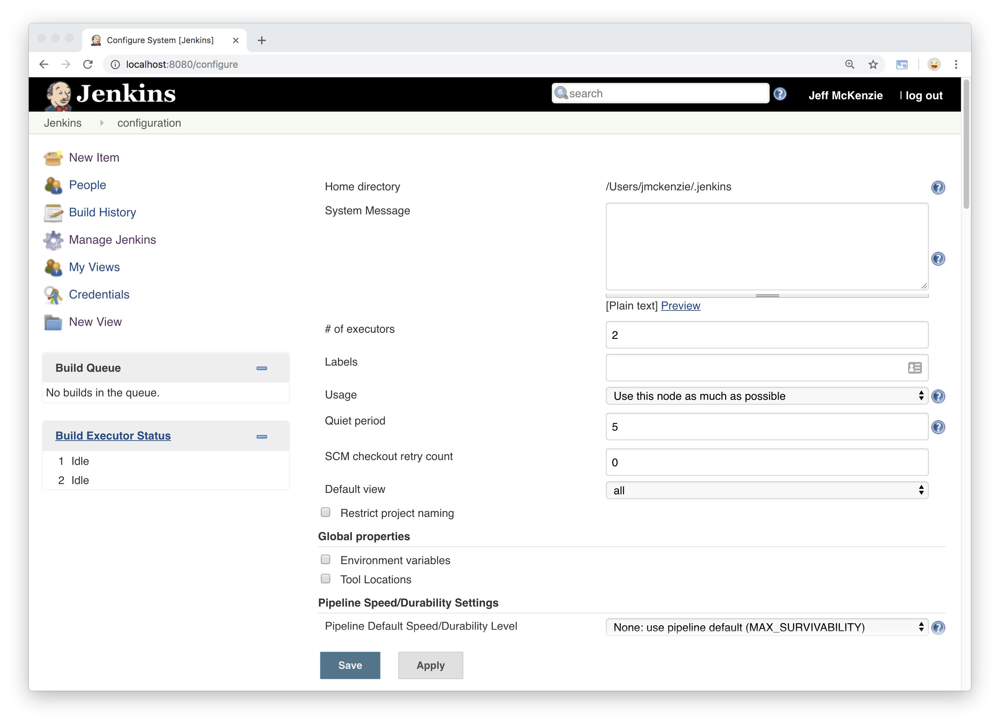 Configure System [Jenkins]
localhost:8080/configure
Jenkins
search
Jeff McKenzie
| log out
Jenkins
configuration
New Item
People
Build History
Manage Jenkins
My Views
Credentials
New View
Build Queue
No builds in the queue.
Build Executor Status
1 Idle
2 Idle
Home directory
/Users/jmckenzie/.jenkins
System Message
[Plain text] Preview
# of executors
2
Labels
Usage
Use this node as much as possible
Quiet period
5
SCM checkout retry count
0
Default view
all
Restrict project naming
Global properties
Environment variables
Tool Locations
Pipeline Speed/Durability Settings
Pipeline Default Speed/Durability Level
None: use pipeline default (MAX_SURVIVABILITY)
Save
Apply